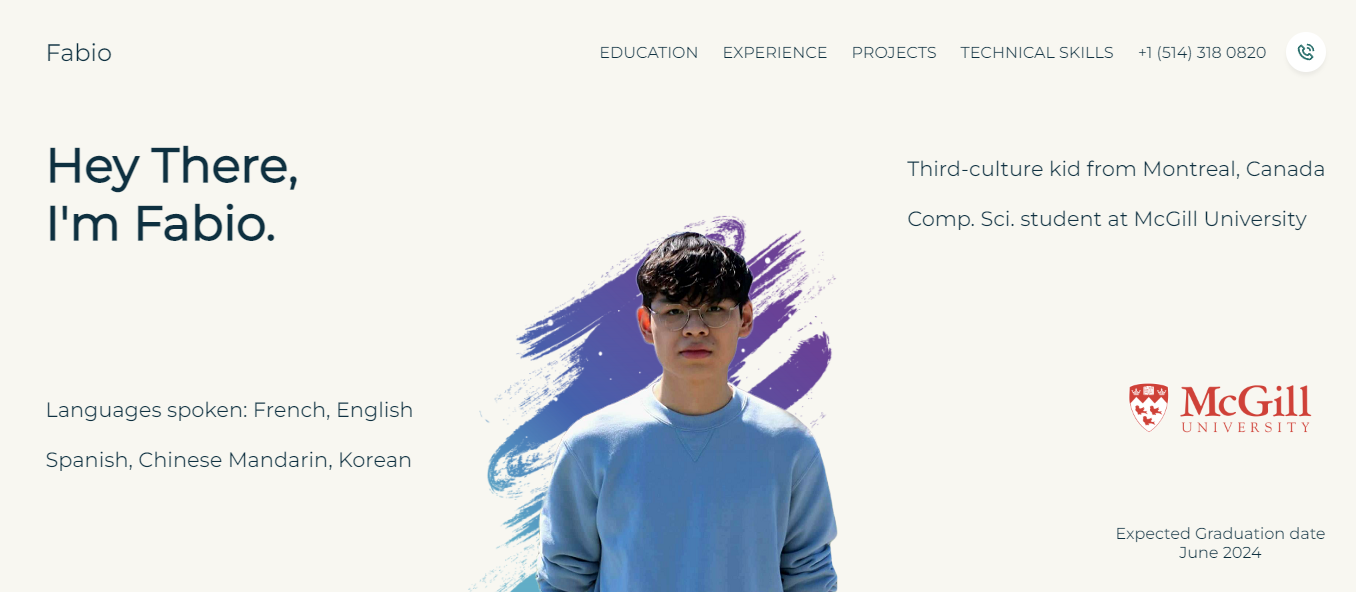 Fabio
EDUCATION EXPERIENCE PROJECTS TECHNICAL SKILLS +1 (514) 318 0820
Hey There,
I'm Fabio.
Third-culture kid from Montreal, Canada
Comp. Sci. student at McGill University
Languages spoken: French, English
Spanish, Chinese Mandarin, Korean
McGill
UNIVERSITY
Expected Graduation date
June 2024